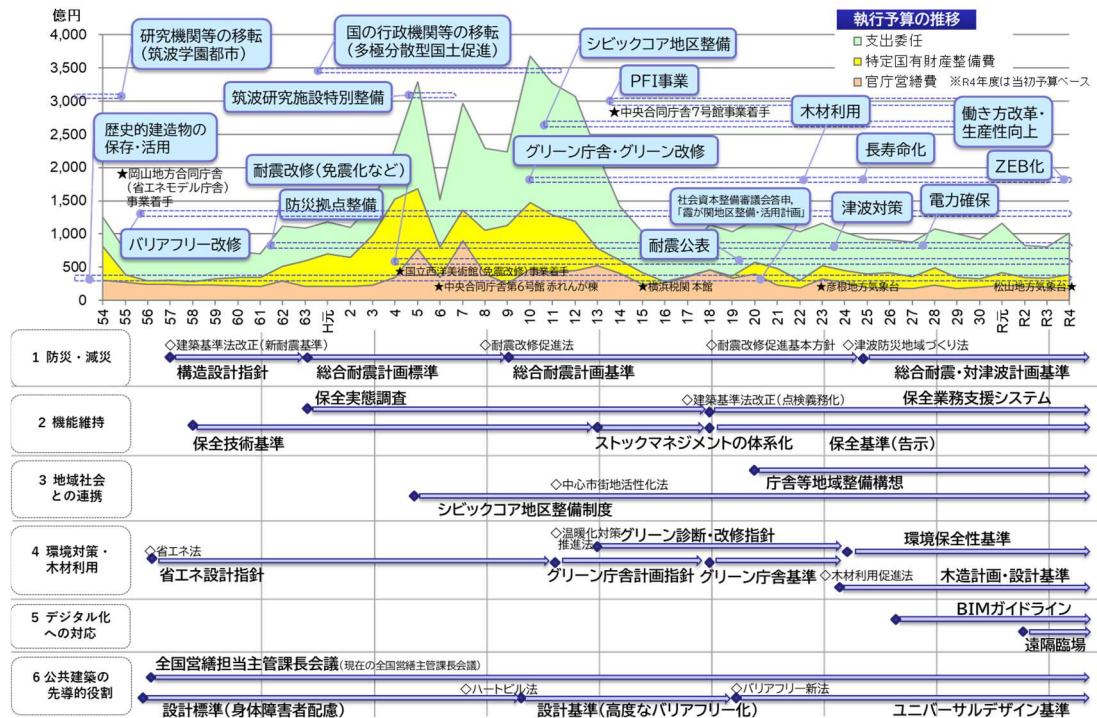 億円
4,000
3,500
3,000
2,500
2,000
1,500
1,000
500
0
執行予算の推移
支出委任
特定国有財産整備費
官庁営繕費 ※R4年度は当初予算ベース
研究機関等の移転
(筑波学園都市)
国の行政機関等の移転
(多極分散型国土促進)
シビックコア地区整備
筑波研究施設特別整備
PFI事業
★中央合同庁舎7号館事業着手
木材利用
働き方改革・
生産性向上
歴史的建造物の
保存・活用
★岡山地方合同庁舎
(省エネモデル庁舎)
事業着手
耐震改修(免震化など)
グリーン庁舎・グリーン改修
長寿命化
ZEB化
防災拠点整備
社会資本整備審議会答申,
「霞が関地区整備・活用計画」
津波対策
電力確保
バリアフリー改修
耐震公表
★国立西洋美術館(免震改修)事業着手
★中央合同庁舎第6号館 赤れんが棟
★横浜税関 本館
★彦根地方気象台
松山地方気象台★
54 55 56 57 58 59 60 61 62 63 H元 2 3 4 5 6 7 8 9 10 11 12 13 14 15 16 17 18 19 20 21 22 23 24 25 26 27 28 29 30 R元 R2 R3 R4
1 防災・減災
◇建築基準法改正(新耐震基準)
◇耐震改修促進法
◇耐震改修促進基本方針
◇津波防災地域づくり法
構造設計指針
総合耐震計画標準
総合耐震計画基準
総合耐震・対津波計画基準
2 機能維持
保全実態調査
◇建築基準法改正(点検義務化)
保全業務支援システム
保全技術基準
ストックマネジメントの体系化
保全基準(告示)
3 地域社会
との連携
◇中心市街地活性化法
庁舎等地域整備構想
シビックコア地区整備制度
4 環境対策・
木材利用
◇省エネ法
◇温暖化対策
推進法
グリーン診断・改修指針
環境保全性基準
省エネ設計指針
グリーン庁舎計画指針
グリーン庁舎基準
◇木材利用促進法
木造計画・設計基準
5 デジタル化
への対応
BIMガイドライン
遠隔臨場
6 公共建築の
先導的役割
全国営繕担当主管課長会議(現在の全国営繕主管課長会議)
◇ハートビル法
◇バリアフリー新法
設計標準(身体障害者配慮)
設計基準(高度なバリアフリー化)
ユニバーサルデザイン基準